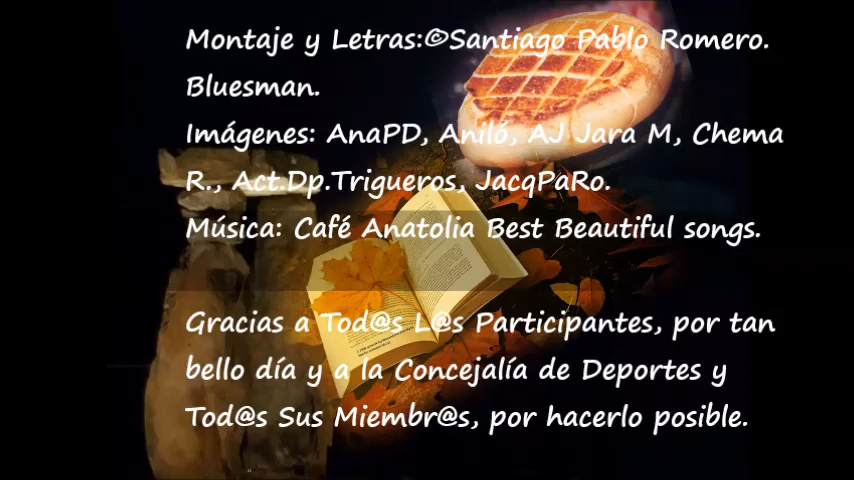 Montaje y Letras:©Santiago Pablo Romero.
Bluesman.
Imágenes: AnaPD, Aniló, AJ Jara M, Chema
R., Act.Dp.Trigueros, JacqPaRo.
Música: Café Anatolia Best Beautiful songs.
Gracias a Tod@s L@s Participantes, por tan
bello día y a la Concejalía de Deportes y
Tod@s Sus Miembr@s, por hacerlo posible.